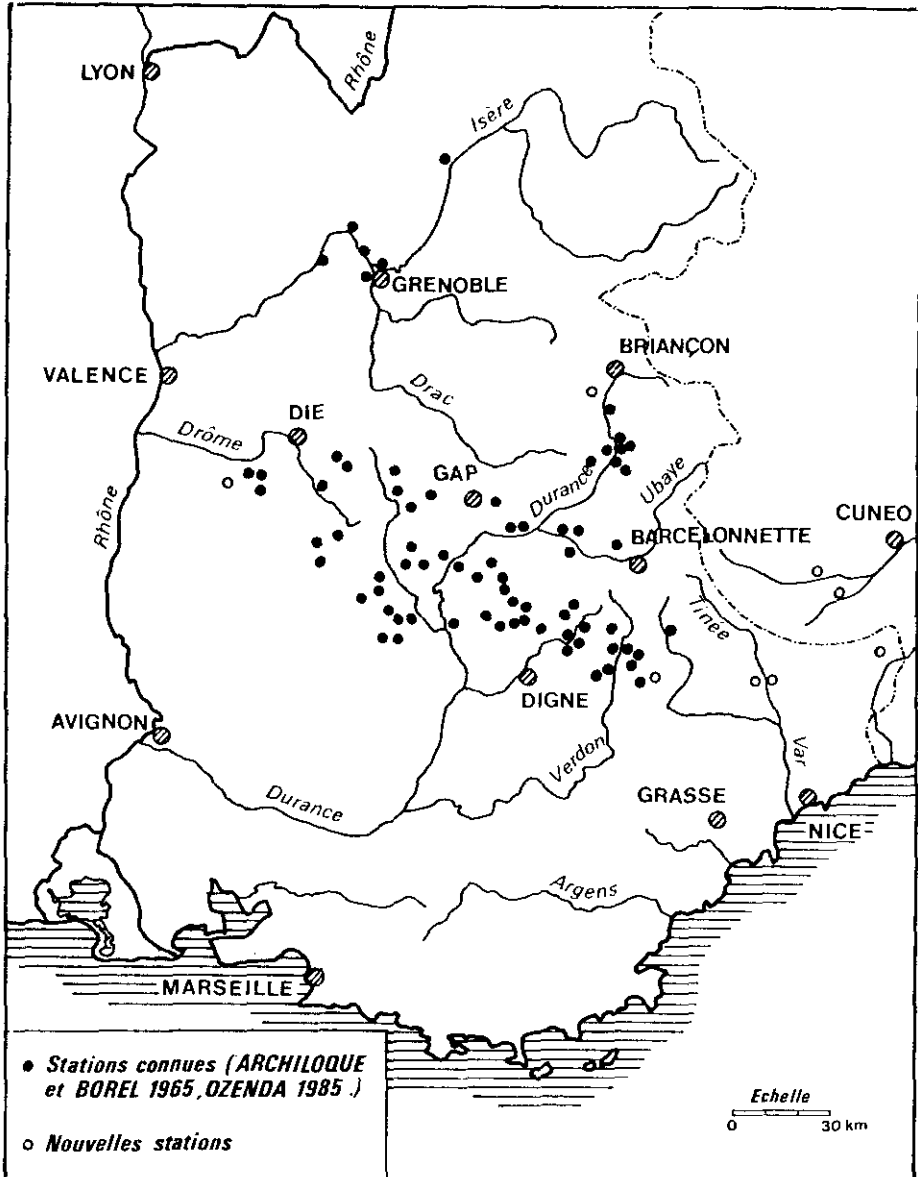 LYON
Rhône
Isère
GRENOBLE
BRIANÇON
VALENCE
Drac
DIE
Drôme
GAP
Durance
Ubaye
CUNEO
BARCELONNETTE
Rhône
Tinée
DIGNE
AVIGNON
Verdon
Var
Durance
GRASSE
NICE
Argens
MARSEILLE
Stations connues (ARCHILOQUE
et BOREL 1965, OZENDA 1985.)
Nouvelles stations
Echelle
0 30 km